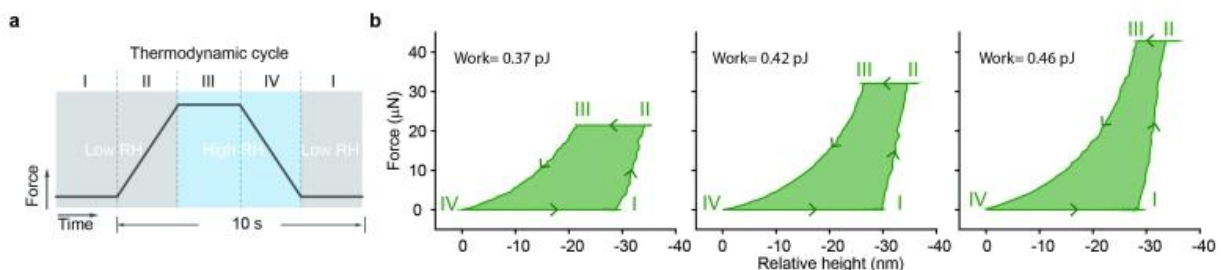 a
Thermodynamic cycle
I II III IV I
Low RH High RH Low RH
Force
Time
10 s
b
Work= 0.37 pJ
Work= 0.42 pJ
Work= 0.46 pJ
III II
III II
III II
40
30
20
10
0
Force (μN)
IV I
IV I
IV I
0 -10 -20 -30 -40
0 -10 -20 -30 -40
0 -10 -20 -30 -40
Relative height (nm)